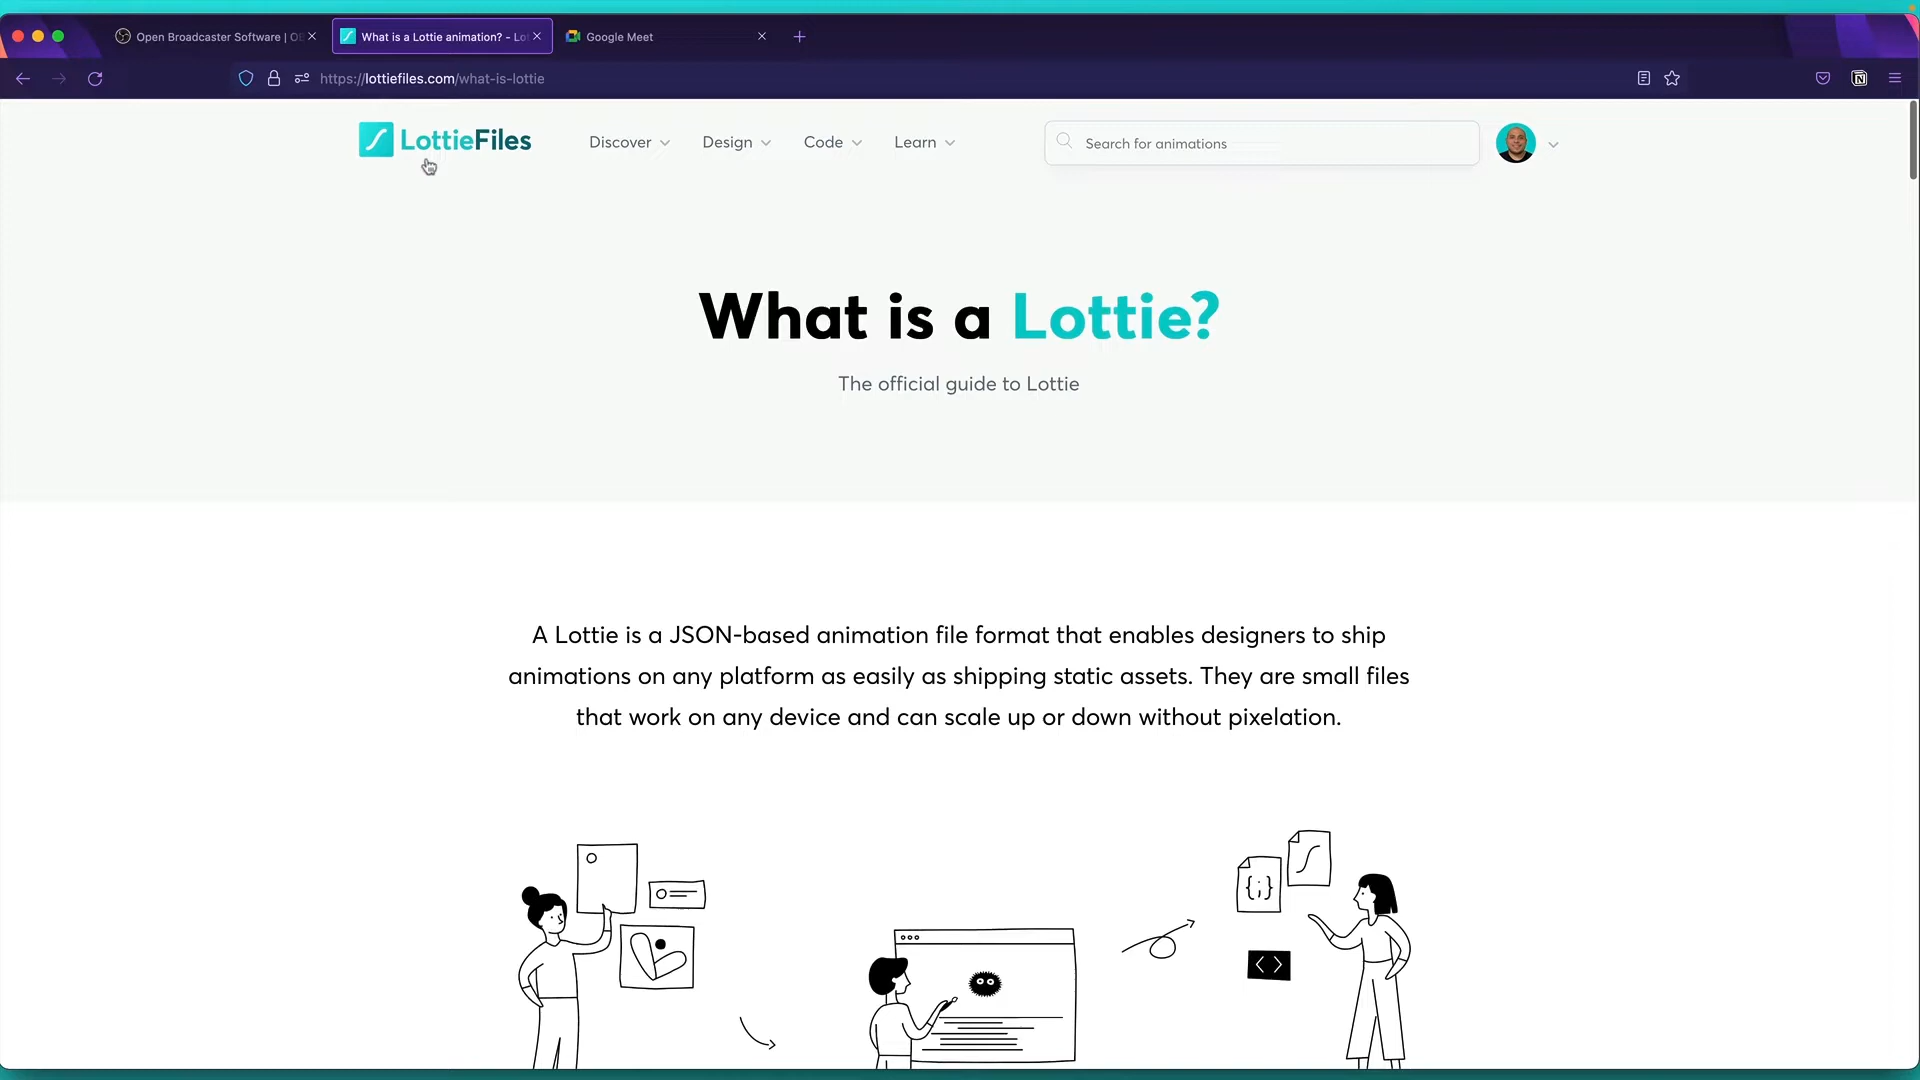 Open Broadcaster Software | OB
What is a Lottie animation? - Lot
Google Meet
https://lottiefiles.com/what-is-lottie
LottieFiles
Discover
Design
Code
Learn
Search for animations
What is a Lottie?
The official guide to Lottie
A Lottie is a JSON-based animation file format that enables designers to ship
animations on any platform as easily as shipping static assets. They are small files
that work on any device and can scale up or down without pixelation.